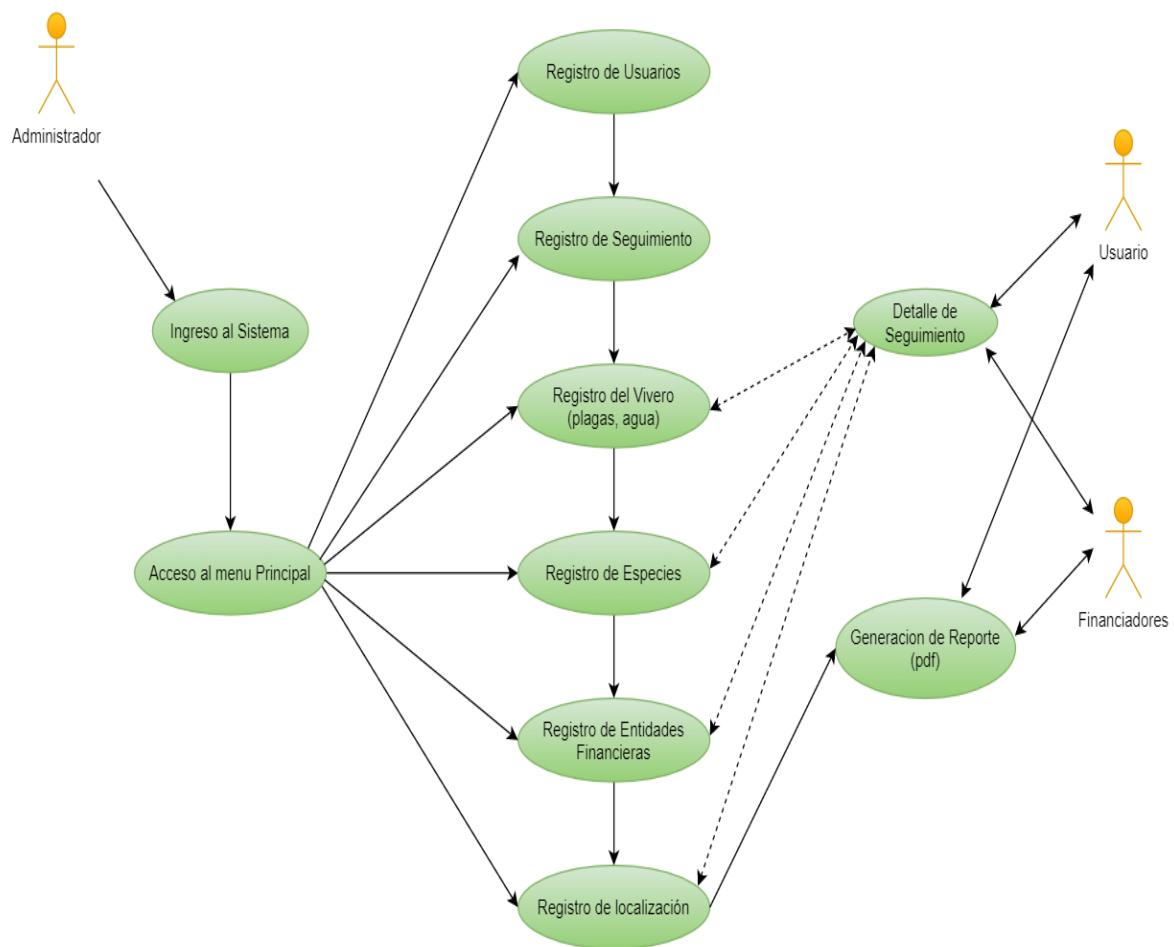 Administrador
Registro de Usuarios
Usuario
Registro de Seguimiento
Ingreso al Sistema
Detalle de
Seguimiento
Registro del Vivero
(plagas, agua)
Acceso al menu Principal
Registro de Especies
Financiadores
Generacion de Reporte
(pdf)
Registro de Entidades
Financieras
Registro de localización